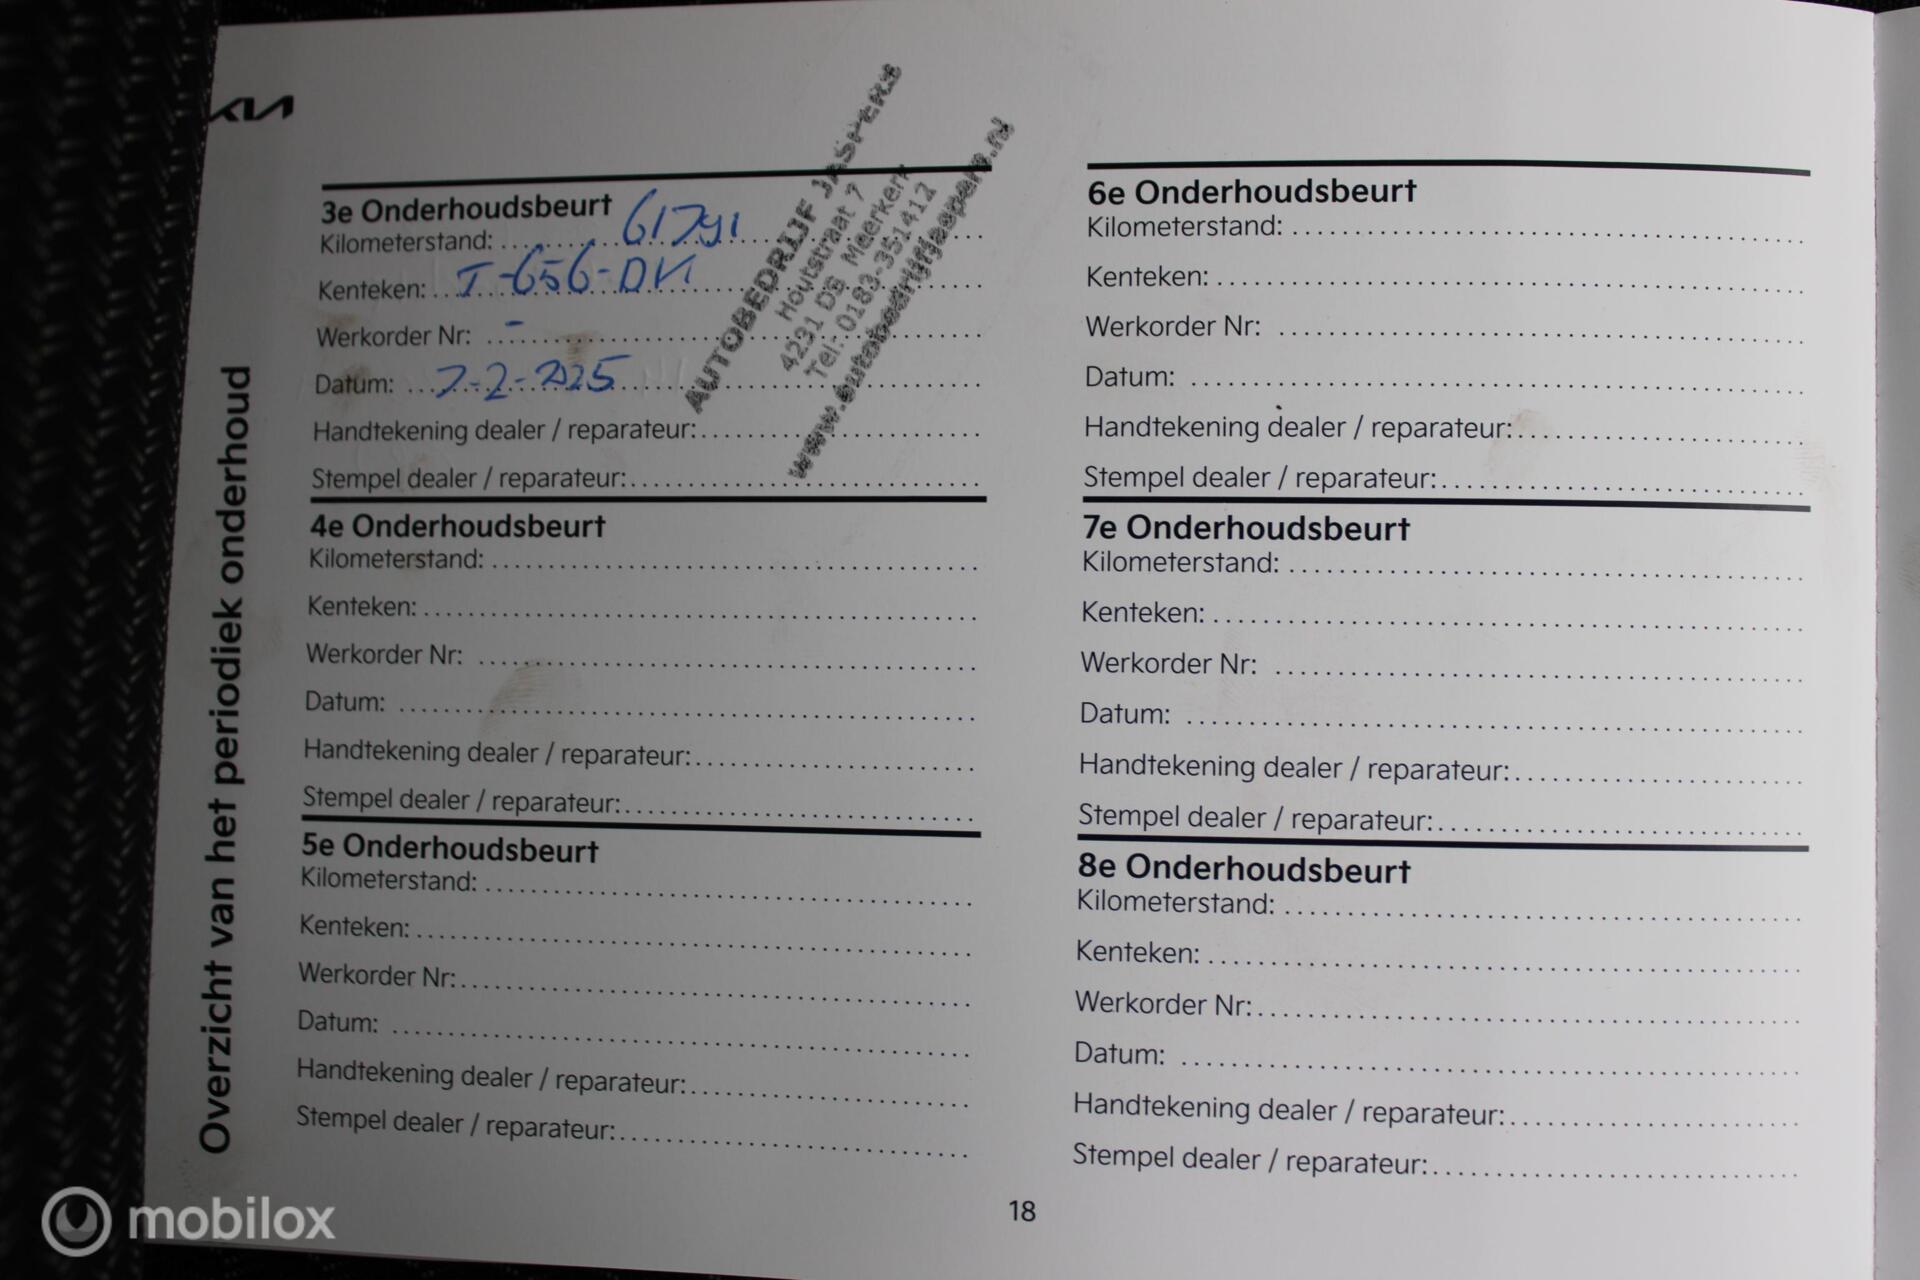 KIA
Overzicht van het periodiek onderhoud
3e Onderhoudsbeurt
Kilometerstand:
Kenteken: T-656-DK
Werkorder Nr: -
Datum: 7-2-2025
Handtekening dealer / reparateur:
Stempel dealer / reparateur:
AUTOBEDRIJF JASPERS
Houtstraat 7
4231 DB Meerkerk
Tel: 0183-351412
www.autobedrijfjaspers.nl
4e Onderhoudsbeurt
Kilometerstand:
Kenteken:
Werkorder Nr:
Datum:
Handtekening dealer / reparateur:
Stempel dealer / reparateur:
5e Onderhoudsbeurt
Kilometerstand:
Kenteken:
Werkorder Nr:
Datum:
Handtekening dealer / reparateur:
Stempel dealer / reparateur:
6e Onderhoudsbeurt
Kilometerstand:
Kenteken:
Werkorder Nr:
Datum:
Handtekening dealer / reparateur:
Stempel dealer / reparateur:
7e Onderhoudsbeurt
Kilometerstand:
Kenteken:
Werkorder Nr:
Datum:
Handtekening dealer / reparateur:
Stempel dealer / reparateur:
8e Onderhoudsbeurt
Kilometerstand:
Kenteken:
Werkorder Nr:
Datum:
Handtekening dealer / reparateur:
Stempel dealer / reparateur:
18
mobilox